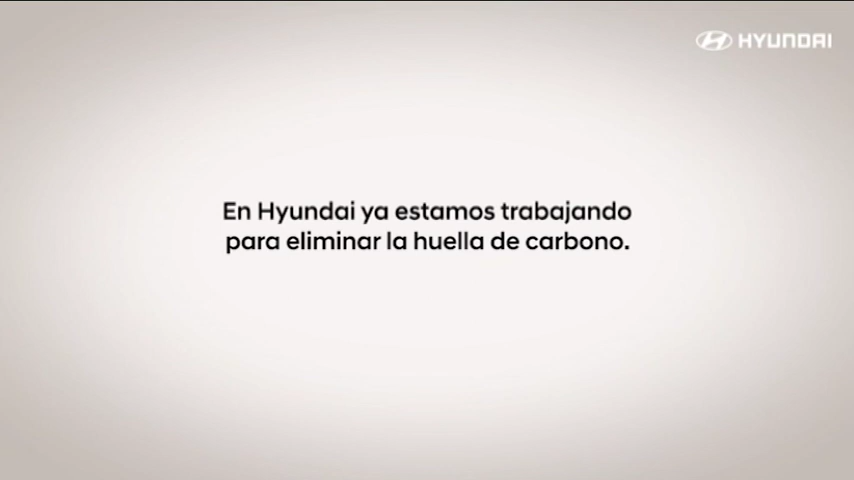 HYUNDAI
En Hyundai ya estamos trabajando
para eliminar la huella de carbono.